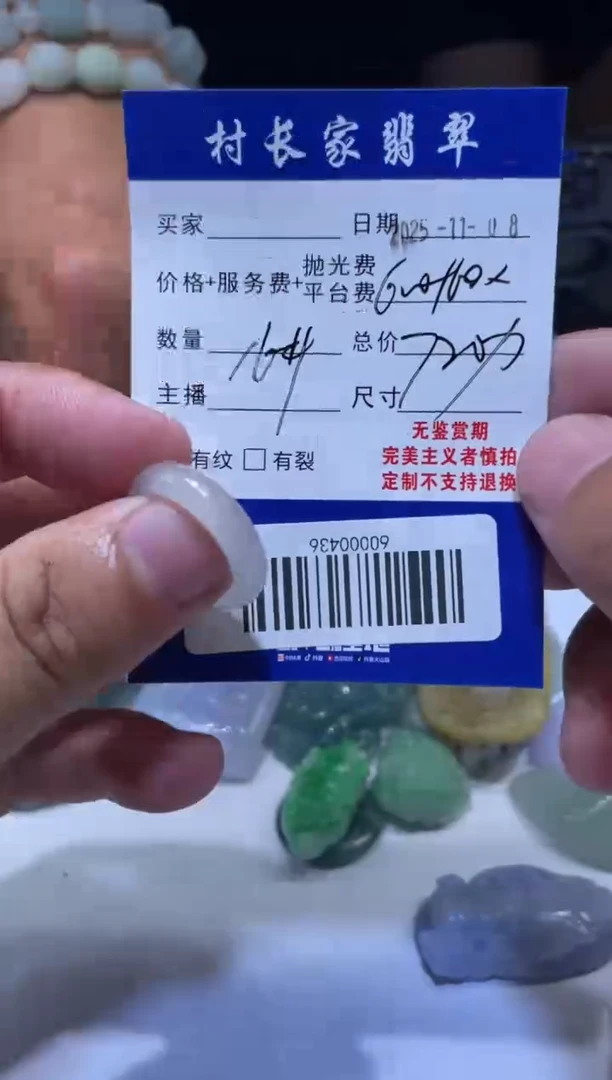 村长家翡翠
买家 日期 2025-11-08
价格+服务费+抛光费平台费
数量 总价
主播 尺寸
有纹 □ 有裂
无鉴赏期
完美主义者慎拍
定制不支持退换
60000436